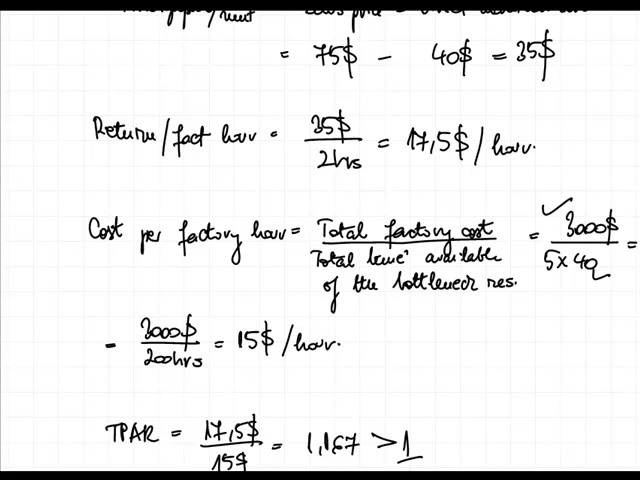 = 75$ - 40$ = 35$
Return/fact hour = 35$ / 2hrs = 17,5$/hour.
Cost per factory hour = Total factory cost / Total time available of the bottleneck res. = 3000$ / 5x40 =
= 3000$ / 200hrs = 15$/hour.
TPAR = 17,5$ / 15$ = 1,167 > 1